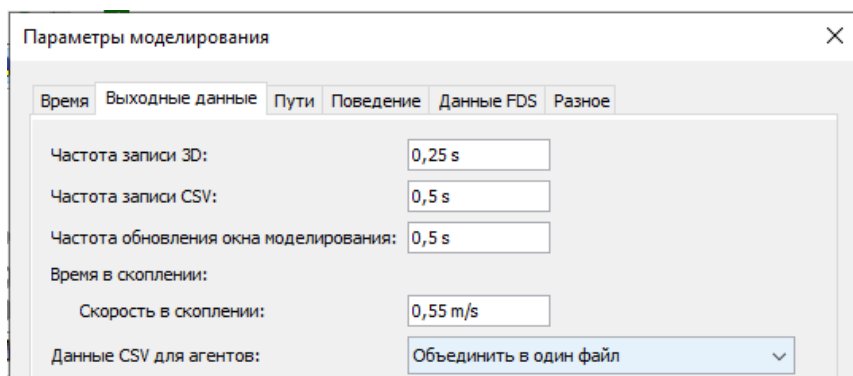 Параметры моделирования
Время Выходные данные Пути Поведение Данные FDS Разное
Частота записи 3D: 0,25 s
Частота записи CSV: 0,5 s
Частота обновления окна моделирования: 0,5 s
Время в скоплении:
Скорость в скоплении: 0,55 m/s
Данные CSV для агентов: Объединить в один файл